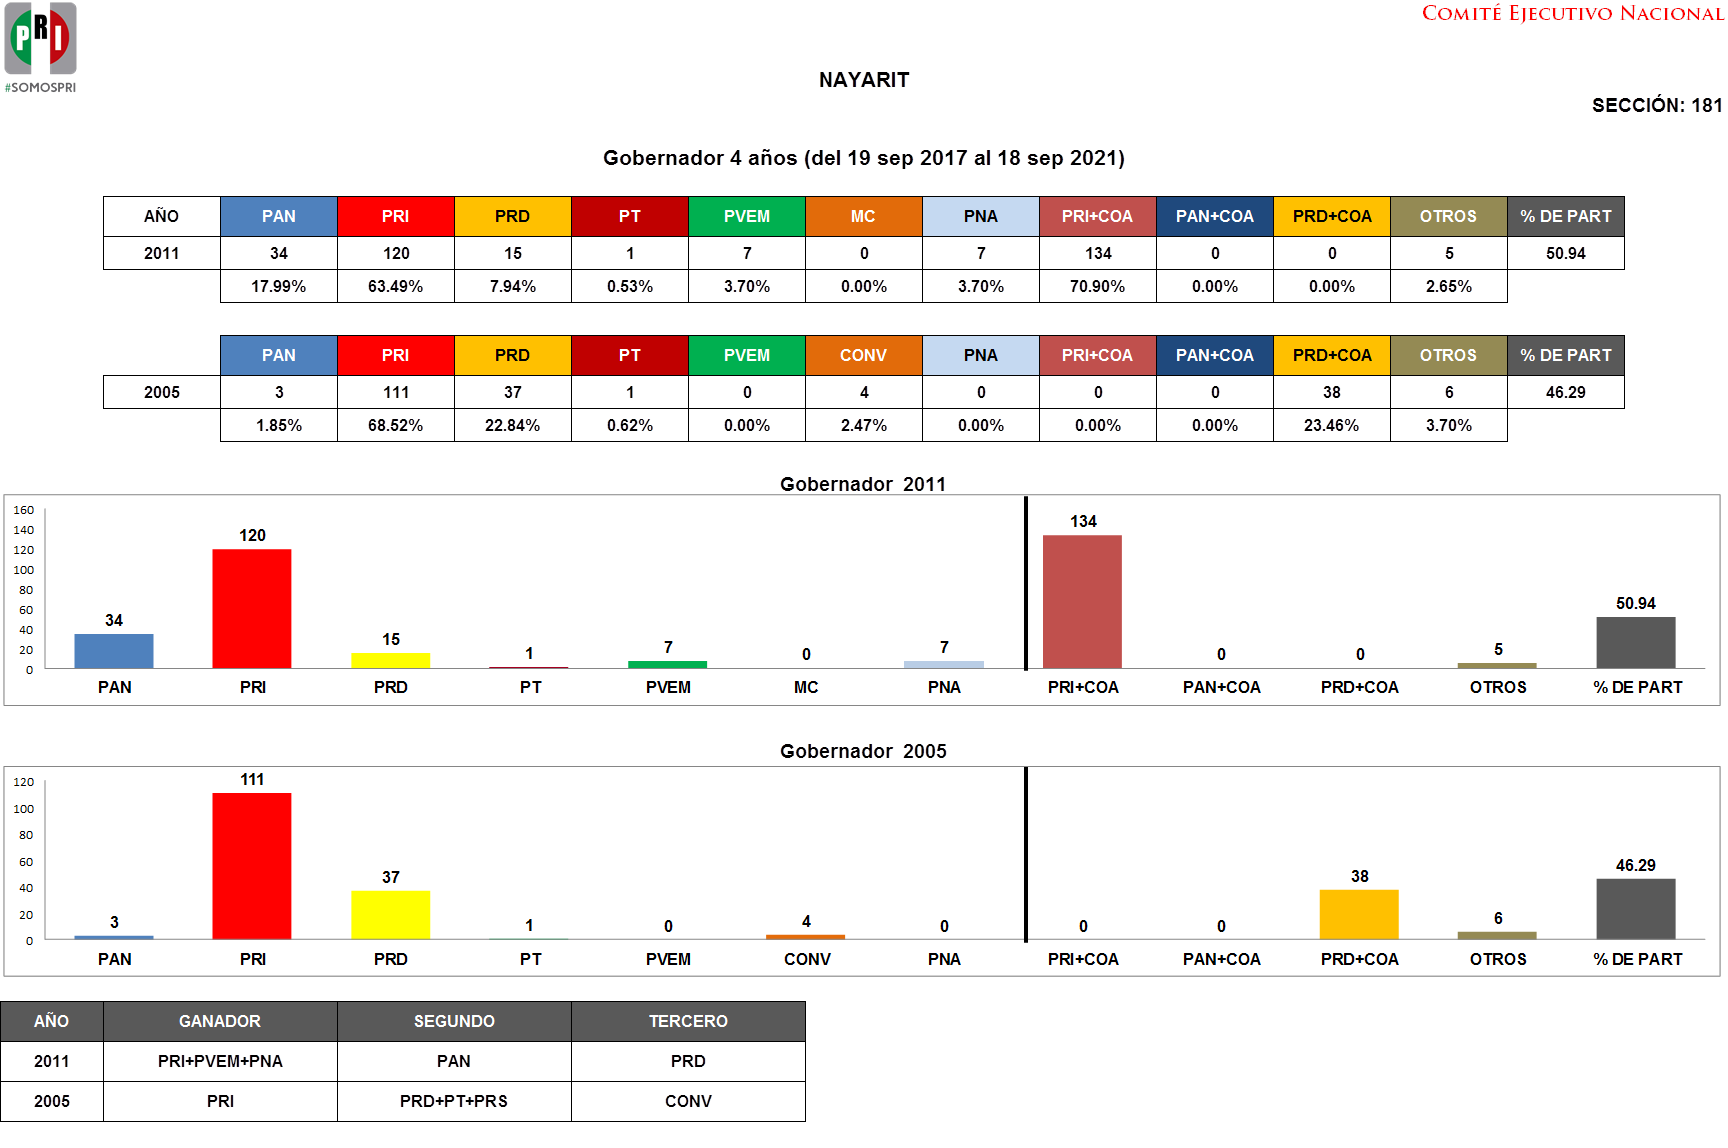 PRI
#SOMOSPRI
COMITÉ EJECUTIVO NACIONAL
NAYARIT
SECCIÓN: 181
Gobernador 4 años (del 19 sep 2017 al 18 sep 2021)
AÑO PAN PRI PRD PT PVEM MC PNA PRI+COA PAN+COA PRD+COA OTROS % DE PART
2011 34 120 15 1 7 0 7 134 0 0 5 50.94
17.99% 63.49% 7.94% 0.53% 3.70% 0.00% 3.70% 70.90% 0.00% 0.00% 2.65%
PAN PRI PRD PT PVEM CONV PNA PRI+COA PAN+COA PRD+COA OTROS % DE PART
2005 3 111 37 1 0 4 0 0 0 38 6 46.29
1.85% 68.52% 22.84% 0.62% 0.00% 2.47% 0.00% 0.00% 0.00% 23.46% 3.70%
Gobernador 2011
160
140
120
100
80
60
40
20
0
34 120 15 1 7 0 7 134 0 0 5 50.94
PAN PRI PRD PT PVEM MC PNA PRI+COA PAN+COA PRD+COA OTROS % DE PART
Gobernador 2005
120
100
80
60
40
20
0
3 111 37 1 0 4 0 0 0 38 6 46.29
PAN PRI PRD PT PVEM CONV PNA PRI+COA PAN+COA PRD+COA OTROS % DE PART
AÑO GANADOR SEGUNDO TERCERO
2011 PRI+PVEM+PNA PAN PRD
2005 PRI PRD+PT+PRS CONV